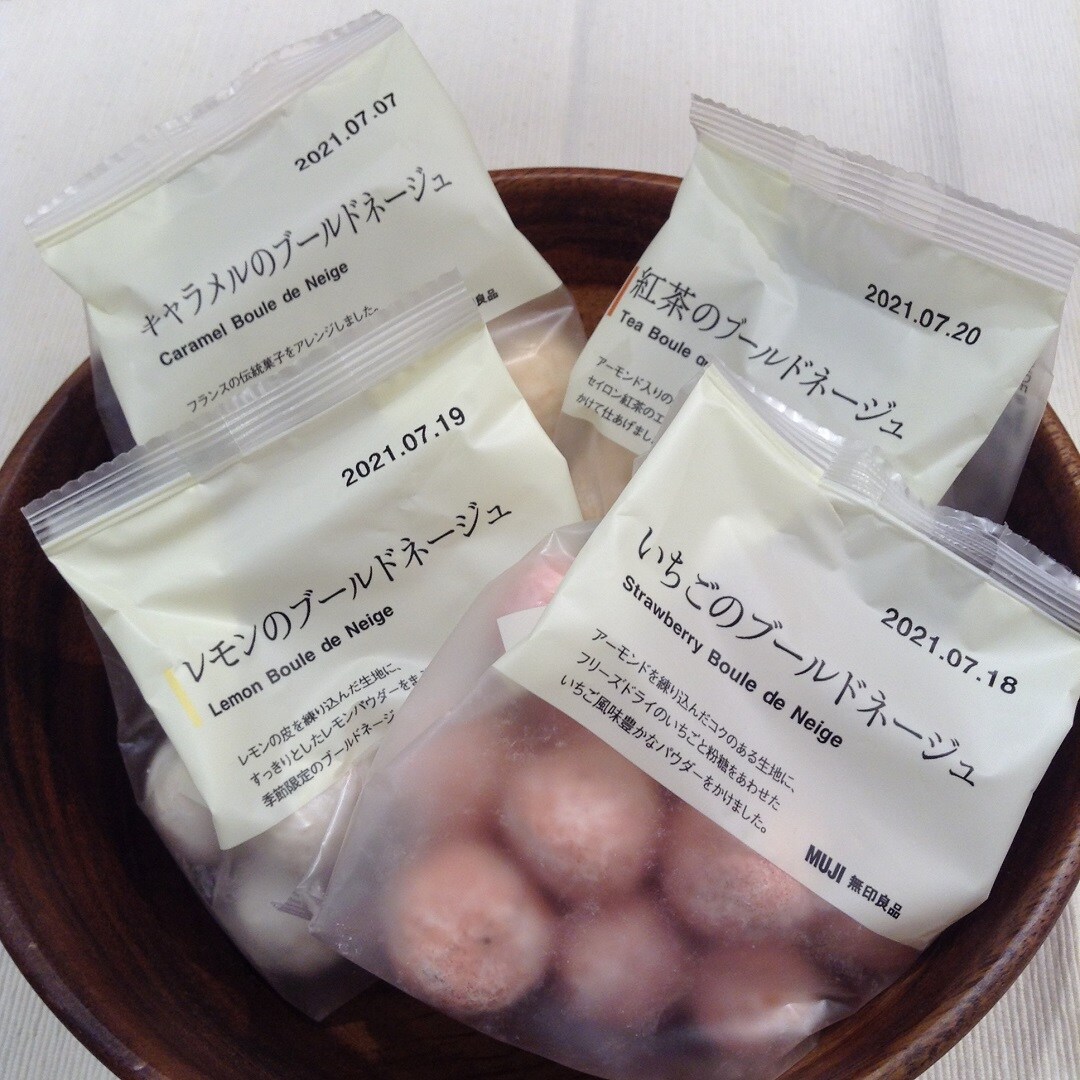 2021.07.07
キャラメルのブールドネージュ
Caramel Boule de Neige
フランスの伝統菓子をアレンジしました。
良品
2021.07.20
紅茶のブールドネージュ
Tea Boule
アーモンド入りの
セイロン紅茶のエ
かけて仕あげまし
2021.07.19
レモンのブールドネージュ
Lemon Boule de Neige
レモンの皮を練り込んだ生地に、
すっきりとしたレモンパウダーをま
季節限定のブールドネージ
2021.07.18
いちごのブールドネージュ
Strawberry Boule de Neige
アーモンドを練り込んだコクのある生地に、
フリーズドライのいちごと粉糖をあわせた
いちご風味豊かなパウダーをかけました。
MUJI 無印良品